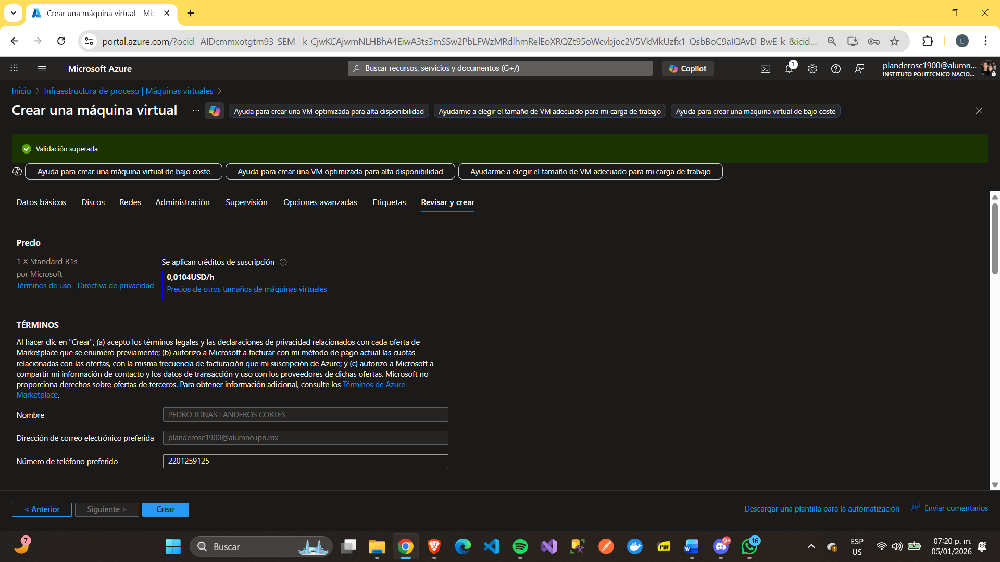 Crear una máquina virtual - Mic
portal.azure.com/?ocid=AIDcmmxotgtm93_SEM__k_CjwKCAjwmNLHBhA4EiwA3ts3mSSw2PbLFWzMRdlhmRelEoXRQZt95oWcvbjoc2V5VkMkUzfx1-QsbBoC9aIQAvD_BwE_k_&icid...
L
Microsoft Azure
Buscar recursos, servicios y documentos (G+/)
Copilot
1
planderosc1900@alumn...
INSTITUTO POLITECNICO NACIO...
Inicio > Infraestructura de proceso | Máquinas virtuales >
Crear una máquina virtual ...
Ayuda para crear una VM optimizada para alta disponibilidad
Ayudarme a elegir el tamaño de VM adecuado para mi carga de trabajo
Ayuda para crear una máquina virtual de bajo coste
Validación superada
Ayuda para crear una máquina virtual de bajo coste
Ayuda para crear una VM optimizada para alta disponibilidad
Ayudarme a elegir el tamaño de VM adecuado para mi carga de trabajo
Datos básicos Discos Redes Administración Supervisión Opciones avanzadas Etiquetas Revisar y crear
Precio
1 X Standard B1s
por Microsoft
Términos de uso | Directiva de privacidad
Se aplican créditos de suscripción
0,0104USD/h
Precios de otros tamaños de máquinas virtuales
TÉRMINOS
Al hacer clic en "Crear", (a) acepto los términos legales y las declaraciones de privacidad relacionados con cada oferta de
Marketplace que se enumeró previamente; (b) autorizo a Microsoft a facturar con mi método de pago actual las cuotas
relacionadas con las ofertas, con la misma frecuencia de facturación que mi suscripción de Azure; y (c) autorizo a Microsoft a
compartir mi información de contacto y los datos de transacción y uso con los proveedores de dichas ofertas. Microsoft no
proporciona derechos sobre ofertas de terceros. Para obtener información adicional, consulte los Términos de Azure
Marketplace.
Nombre PEDRO JONAS LANDEROS CORTES
Dirección de correo electrónico preferida planderosc1900@alumno.ipn.mx
Número de teléfono preferido 2201259125
< Anterior Siguiente > Crear
Descargar una plantilla para la automatización
Enviar comentarios
7
Buscar
PDF
9+
16
ESP
US
07:20 p. m.
05/01/2026